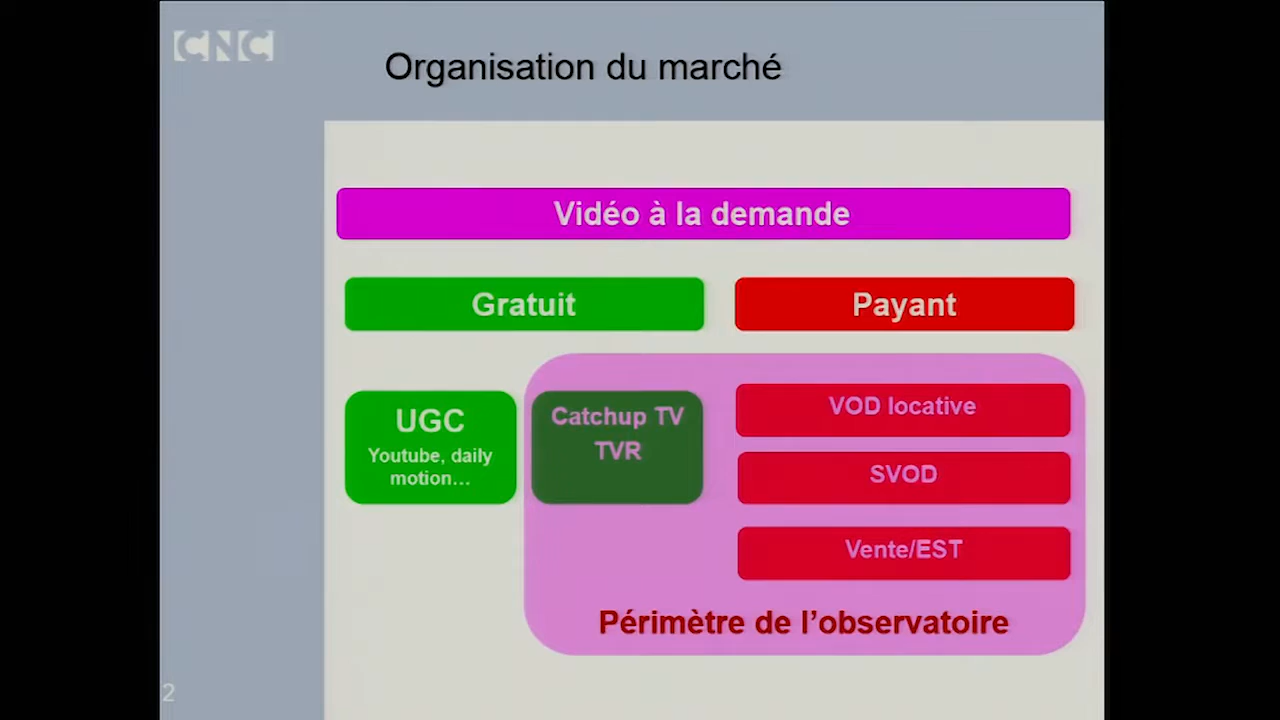 CNC
Organisation du marché
Vidéo à la demande
Gratuit
Payant
UGC
Youtube, daily
motion…
Catchup TV
TVR
VOD locative
SVOD
Vente/EST
Périmètre de l’observatoire
2